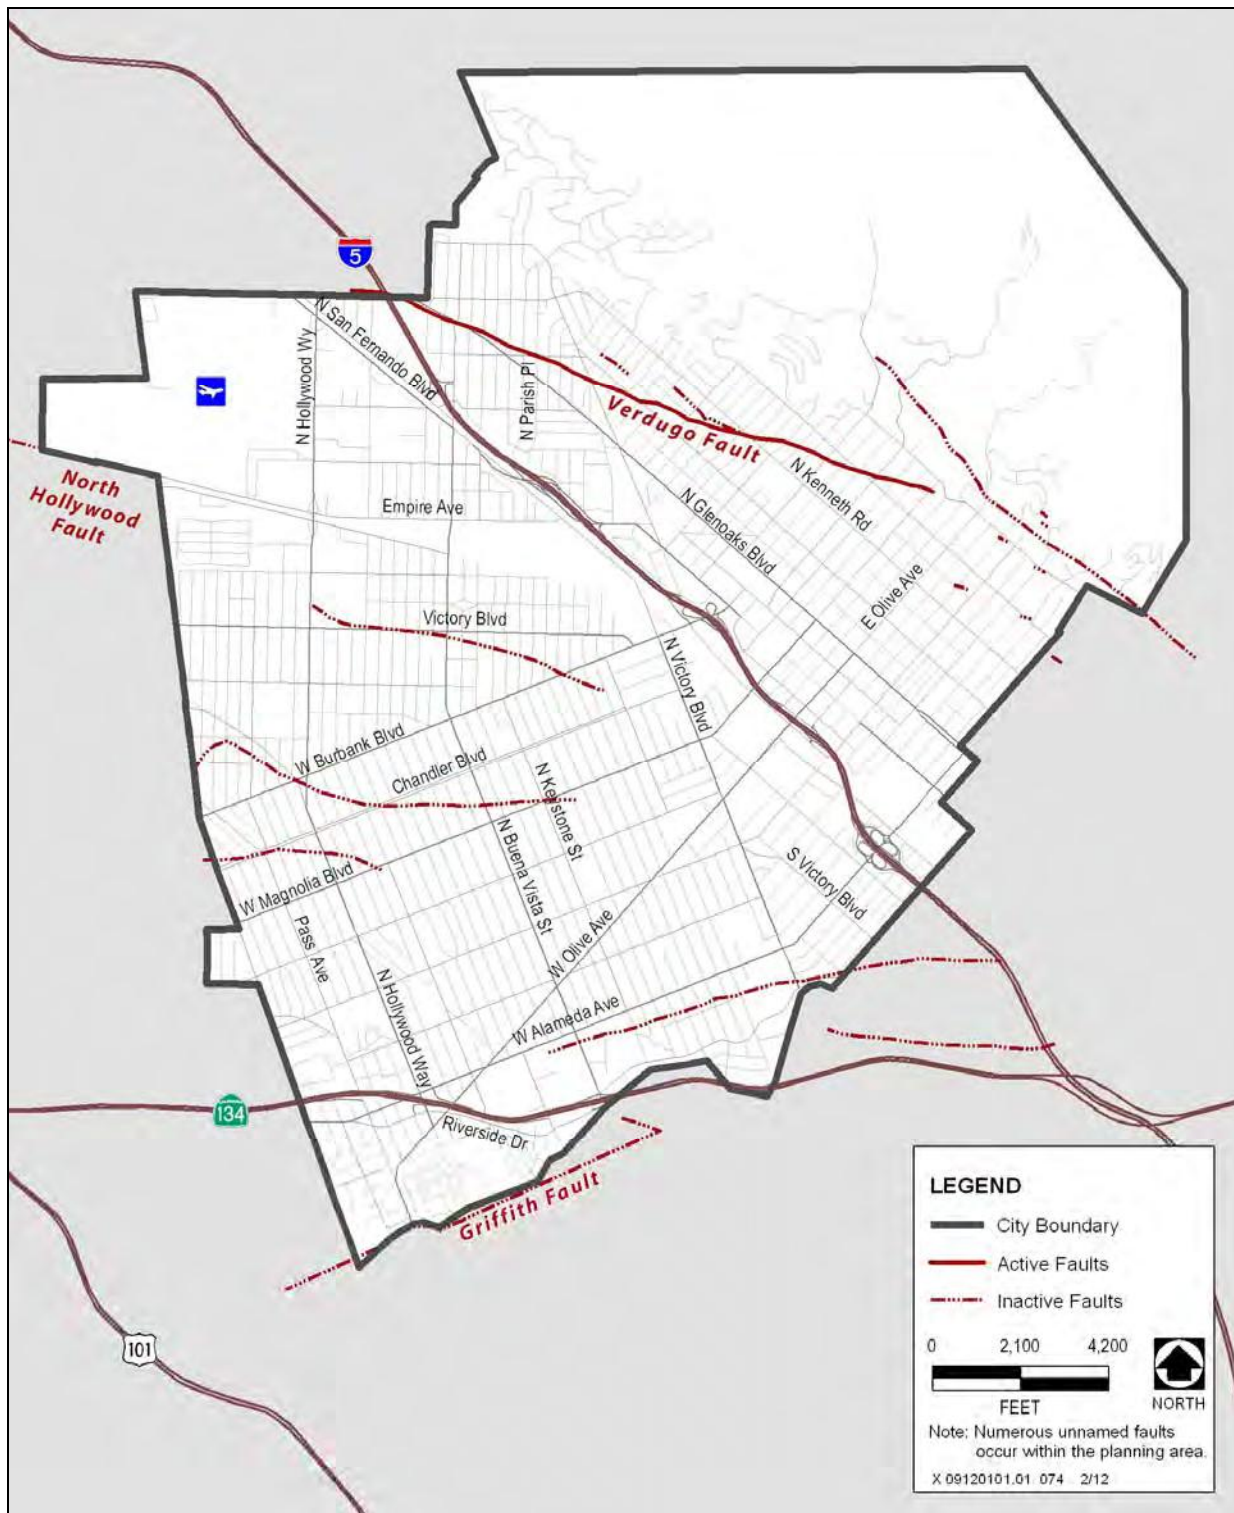 5
N San Fernando Blvd
N Hollywood Wy
N Parish Pl
Verdugo Fault
North
Hollywood
Fault
Empire Ave
N Kenneth Rd
N Glenoaks Blvd
E Olive Ave
Victory Blvd
N Victory Blvd
W Burbank Blvd
Chandler Blvd
N Keystone St
N Buena Vista St
W Magnolia Blvd
S Victory Blvd
Pass Ave
W Olive Ave
N Hollywood Way
W Alameda Ave
134
Riverside Dr
Griffith Fault
101
LEGEND
City Boundary
Active Faults
Inactive Faults
0 2,100 4,200
FEET
NORTH
Note: Numerous unnamed faults
occur within the planning area.
X 09120101.01 074 2/12